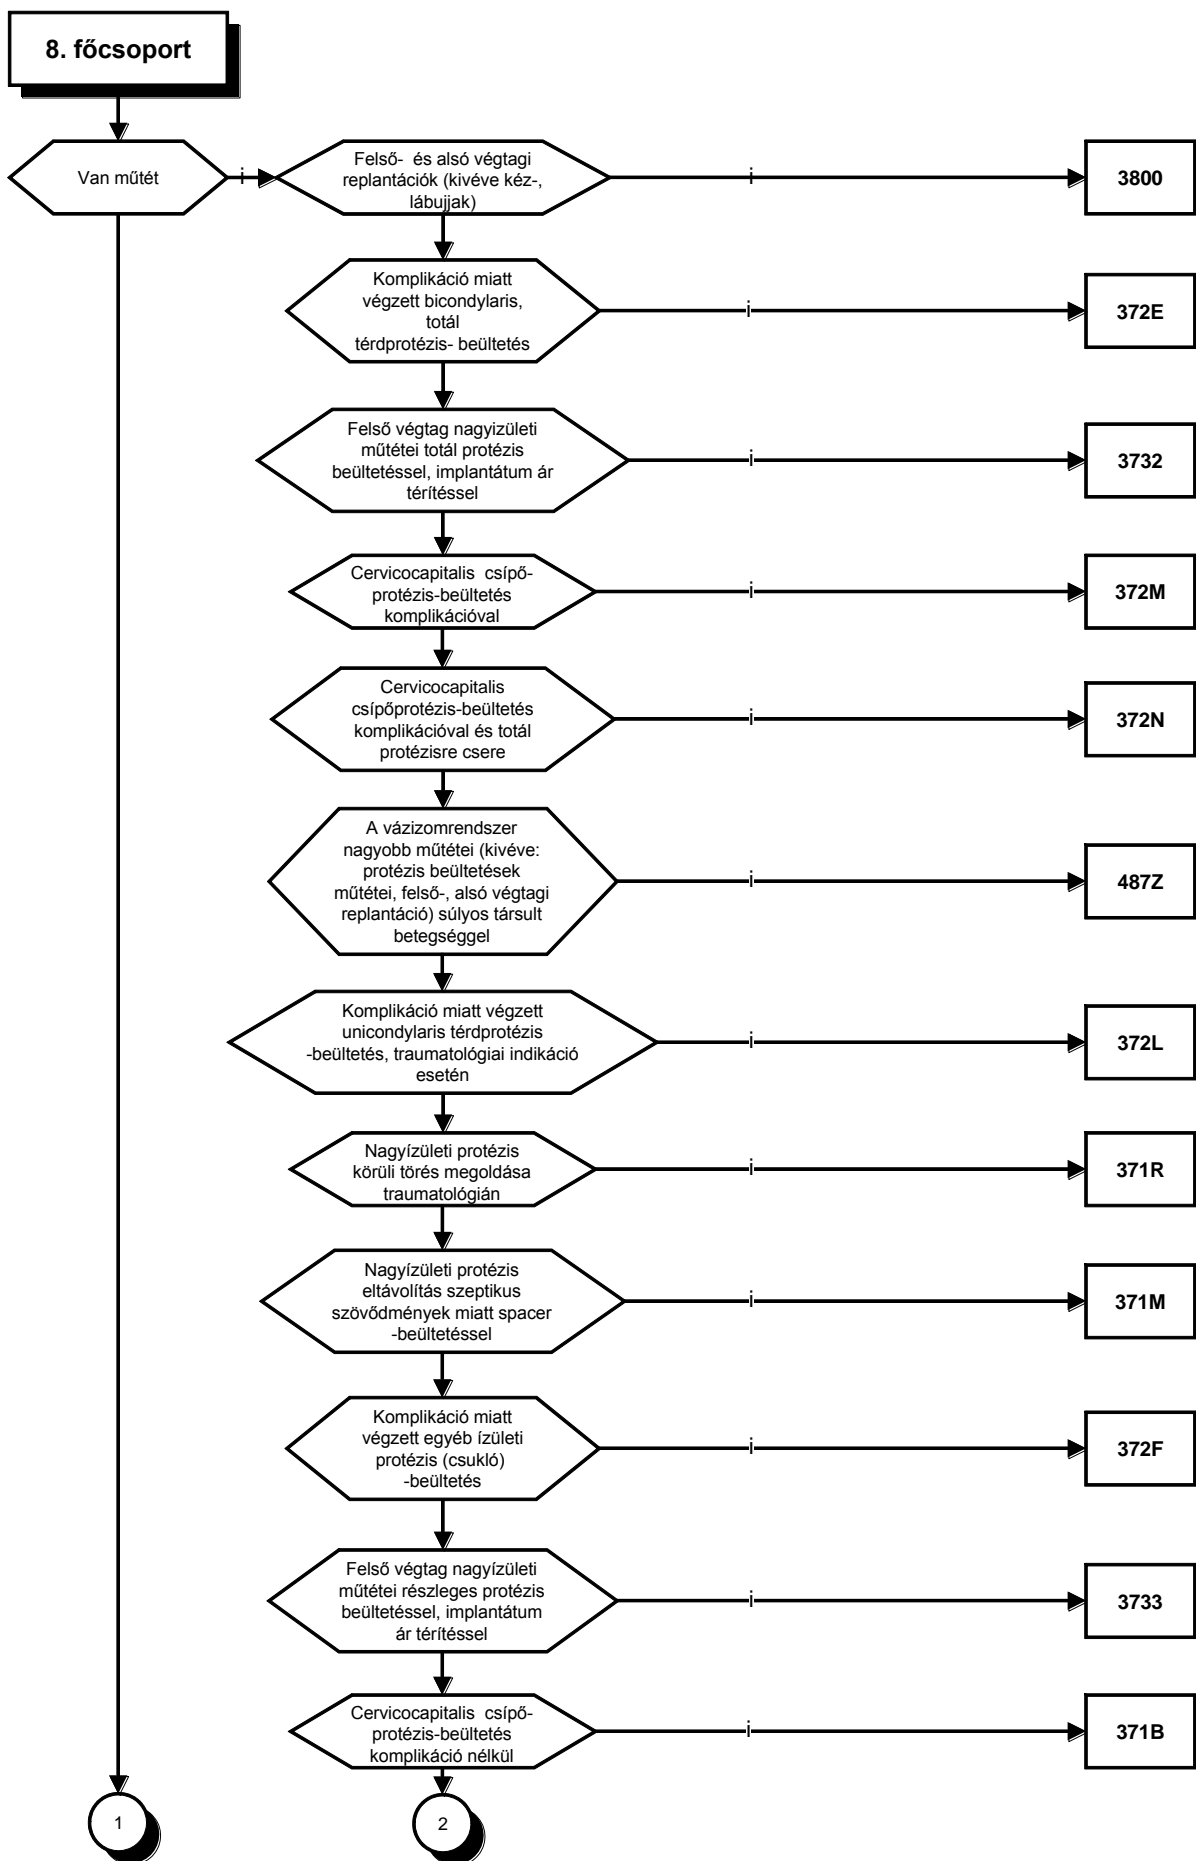 8. főcsoport
Van műtét
i
Felső- és alsó végtagi
replantációk (kivéve kéz-,
lábujjak)
i
3800
Komplikáció miatt
végzett bicondylaris,
totál
térdprotézis- beültetés
i
372E
Felső végtag nagyizületi
műtétei totál protézis
beültetéssel, implantátum ár
térítéssel
i
3732
Cervicocapitalis csípő-
protézis-beültetés
komplikációval
i
372M
Cervicocapitalis
csípőprotézis-beültetés
komplikációval és totál
protézisre csere
i
372N
A vázizomrendszer
nagyobb műtétei (kivéve:
protézis beültetések
műtétei, felső-, alsó végtagi
replantáció) súlyos társult
betegséggel
i
487Z
Komplikáció miatt végzett
unicondylaris térdprotézis
-beültetés, traumatológiai indikáció
esetén
i
372L
Nagyízületi protézis
körüli törés megoldása
traumatológián
i
371R
Nagyízületi protézis
eltávolítás szeptikus
szövődmények miatt spacer
-beültetéssel
i
371M
Komplikáció miatt
végzett egyéb ízületi
protézis (csukló)
-beültetés
i
372F
Felső végtag nagyízületi
műtétei részleges protézis
beültetéssel, implantátum
ár térítéssel
i
3733
Cervicocapitalis csípő-
protézis-beültetés
komplikáció nélkül
i
371B
1
2